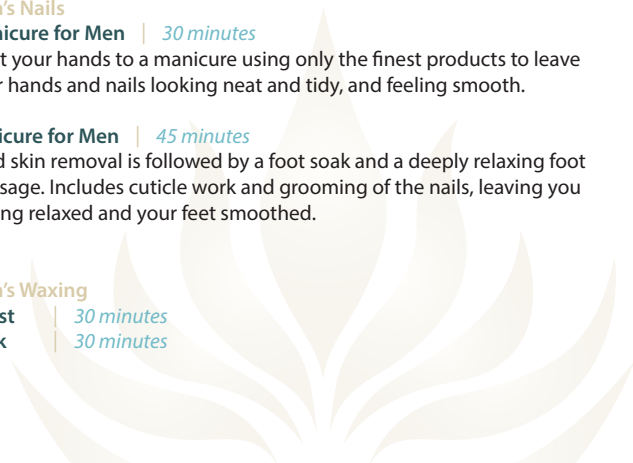 's Nails
icure for Men | 30 minutes
t your hands to a manicure using only the finest products to leave
hands and nails looking neat and tidy, and feeling smooth.
icure for Men | 45 minutes
skin removal is followed by a foot soak and a deeply relaxing foot
sage. Includes cuticle work and grooming of the nails, leaving you
ng relaxed and your feet smoothed.
's Waxing
st | 30 minutes
k | 30 minutes